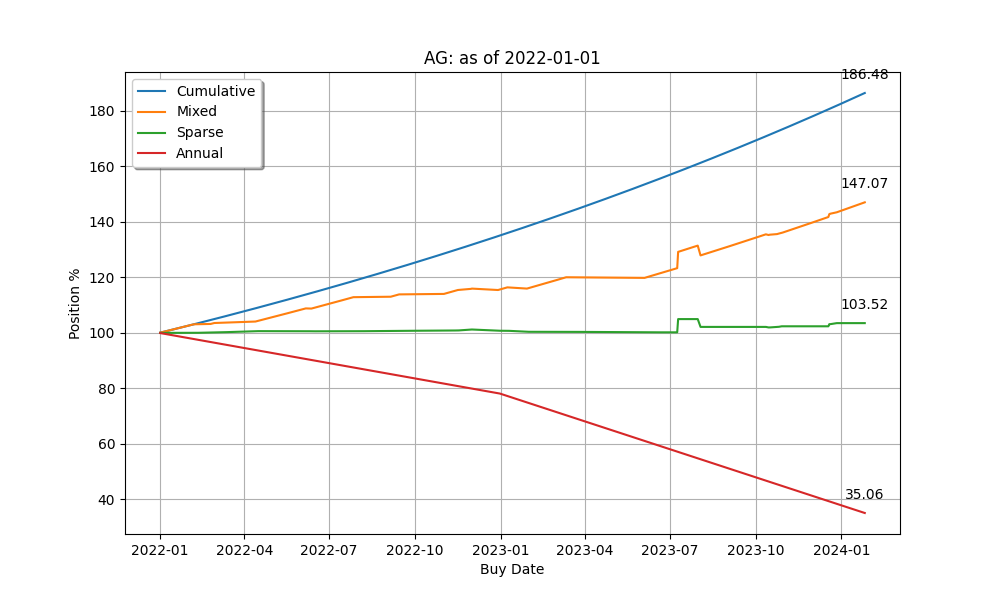 AG: as of 2022-01-01
Cumulative
Mixed
Sparse
Annual
186.48
147.07
103.52
35.06
Position %
180
160
140
120
100
80
60
40
2022-01 2022-04 2022-07 2022-10 2023-01 2023-04 2023-07 2023-10 2024-01
Buy Date